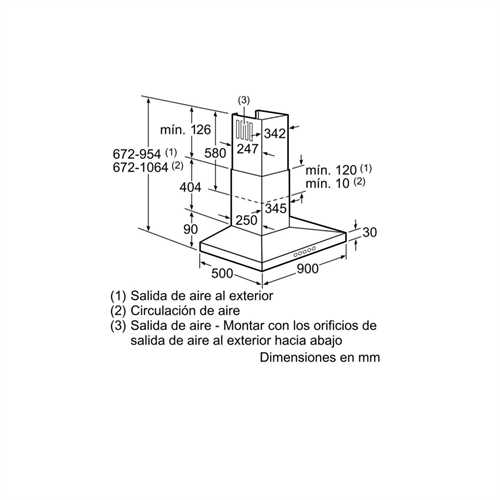 (3)
mín. 126
580
342
247
672-954 (1)
672-1064 (2)
mín. 120 (1)
mín. 10 (2)
404
345
250
90
30
500
900
(1) Salida de aire al exterior
(2) Circulación de aire
(3) Salida de aire - Montar con los orificios de
salida de aire al exterior hacia abajo
Dimensiones en mm